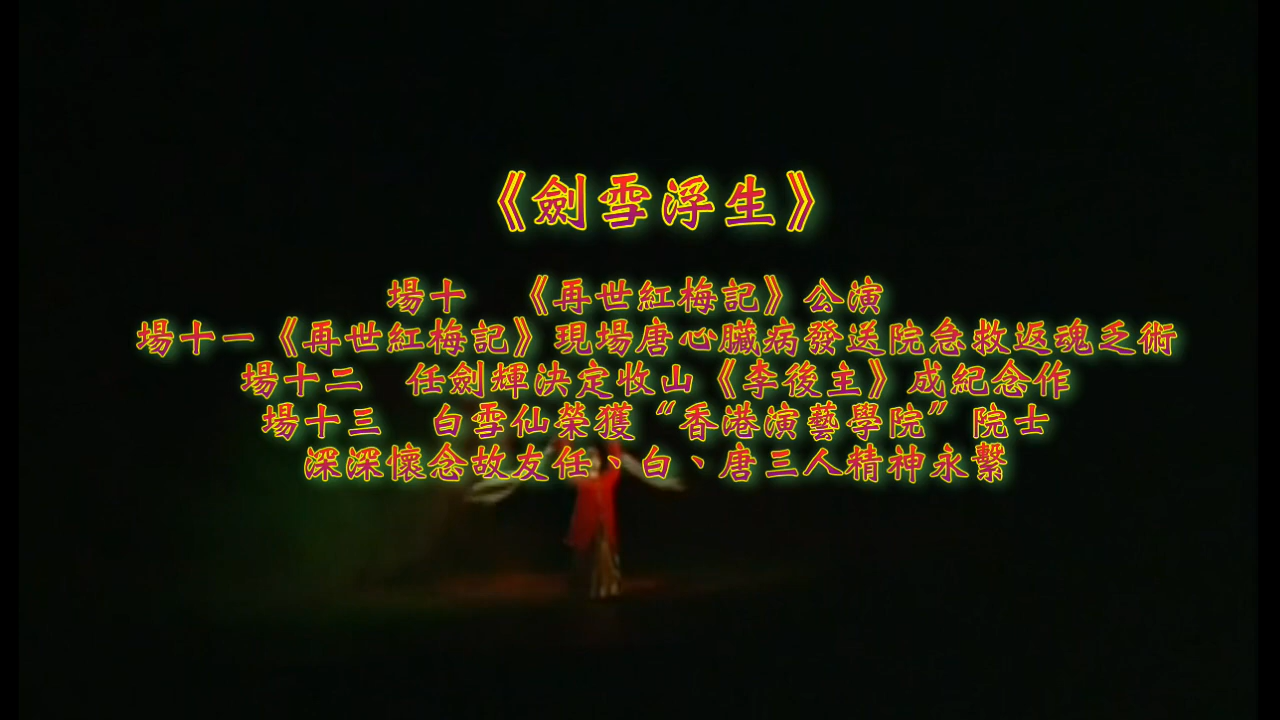 《劍雪浮生》
場十　《再世紅梅記》公演
場十一《再世紅梅記》現場唐心臟病發送院急救返魂乏術
場十二　任劍輝決定收山《李後主》成紀念作
場十三　白雪仙榮獲“香港演藝學院”院士
深深懷念故友任、白、唐三人精神永繫